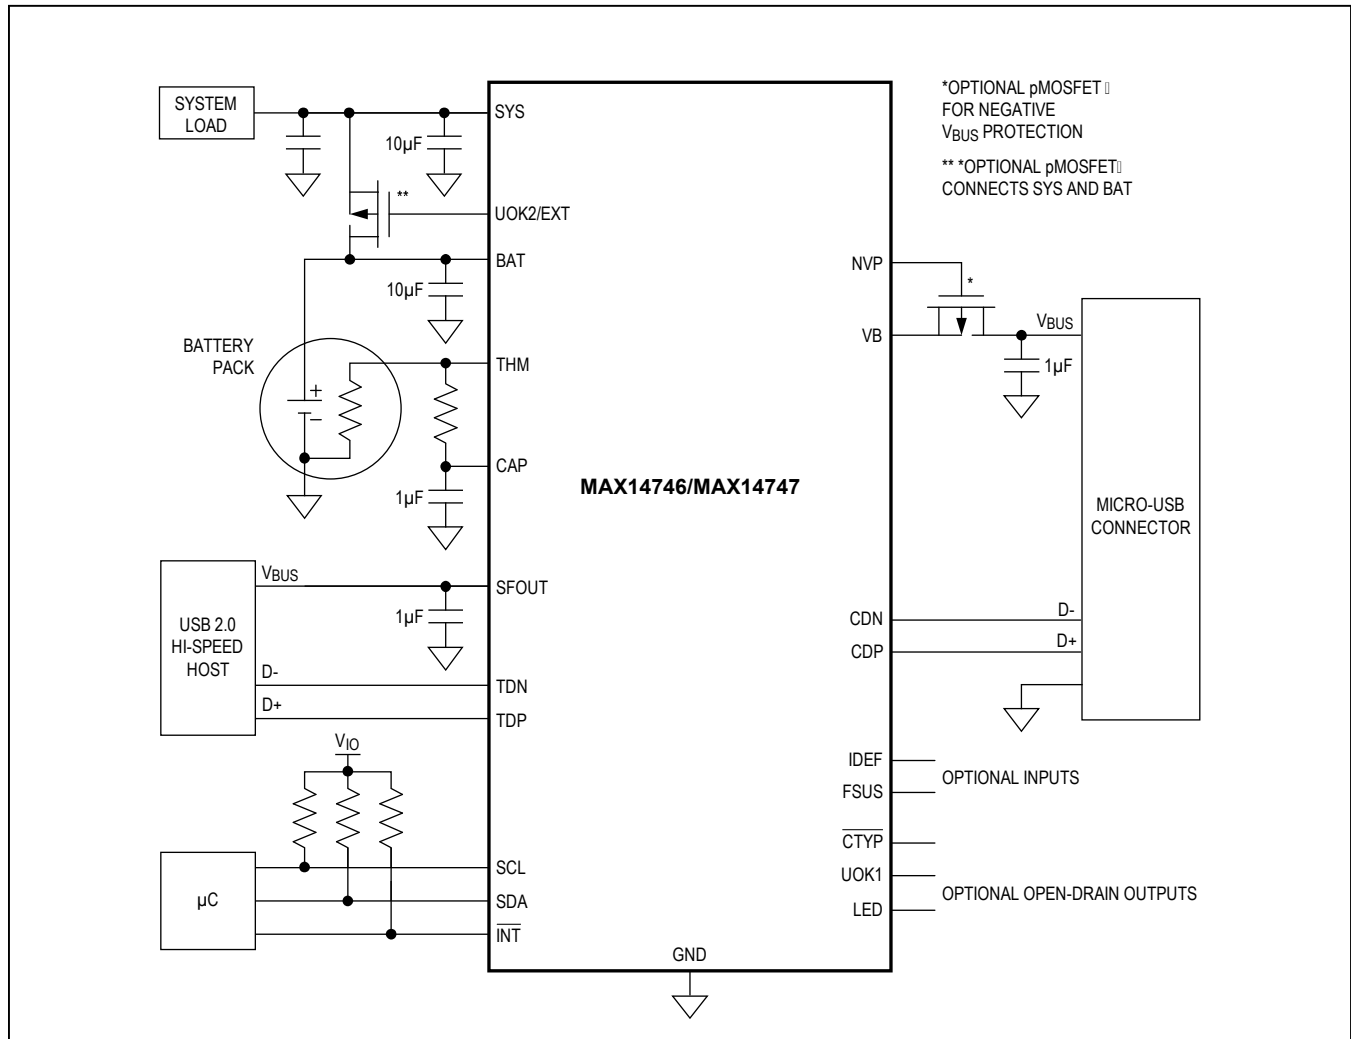 SYSTEM
LOAD
SYS
10µF
**
UOK2/EXT
BAT
10µF
BATTERY
PACK
THM
+
−
CAP
1µF
VBUS
SFOUT
1µF
USB 2.0
HI-SPEED
HOST
D-
TDN
D+
TDP
VIO
µC
SCL
SDA
INT
MAX14746/MAX14747
GND
*OPTIONAL pMOSFET
FOR NEGATIVE
VBUS PROTECTION
** *OPTIONAL pMOSFET
CONNECTS SYS AND BAT
NVP
*
VB
VBUS
1µF
MICRO-USB
CONNECTOR
CDN
D-
CDP
D+
IDEF
FSUS
OPTIONAL INPUTS
CTYP
UOK1
LED
OPTIONAL OPEN-DRAIN OUTPUTS